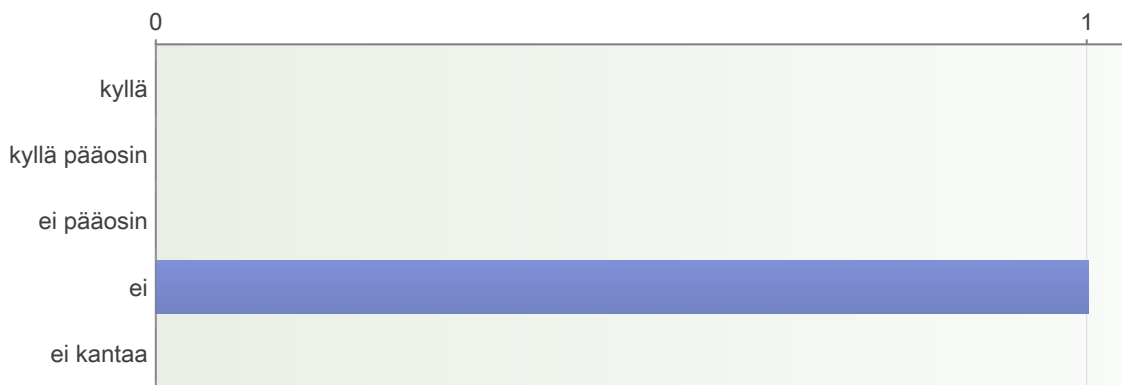 0 1
kyllä
kyllä pääosin
ei pääosin
ei
ei kantaa